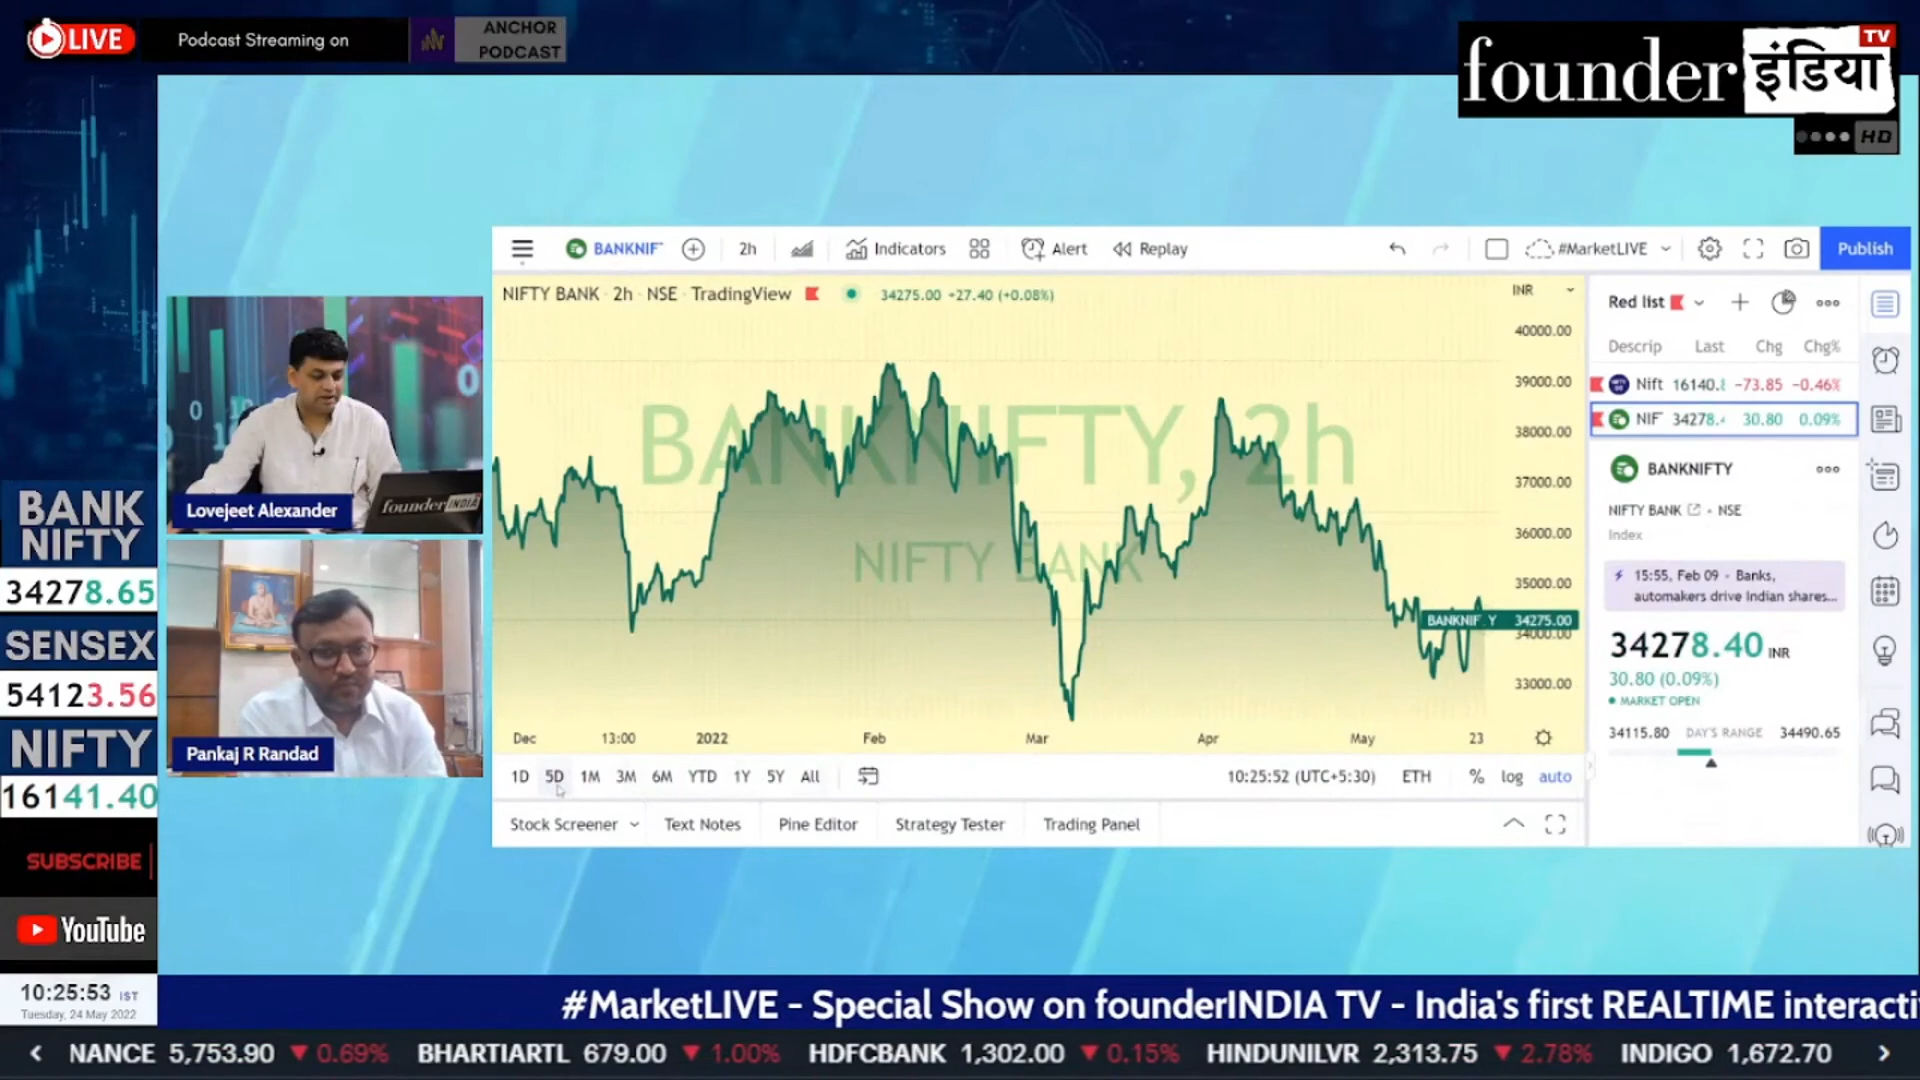 LIVE
Podcast Streaming on
ANCHOR
PODCAST
founder इंडिया TV
HD
BANKNIF
2h
Indicators
Alert
Replay
#MarketLIVE
Publish
NIFTY BANK · 2h · NSE · TradingView
34275.00 +27.40 (+0.08%)
INR
BANKNIFTY, 2h
NIFTY BANK
40000.00
39000.00
38000.00
37000.00
36000.00
35000.00
BANKNIF Y 34275.00
34000.00
33000.00
Dec 13:00 2022 Feb Mar Apr May 23
1D 5D 1M 3M 6M YTD 1Y 5Y All
10:25:52 (UTC+5:30) ETH % log auto
Stock Screener
Text Notes
Pine Editor
Strategy Tester
Trading Panel
Red list
Descrip Last Chg Chg%
Nift 16140. −73.85 −0.46%
NIF 34278. 30.80 0.09%
BANKNIFTY
NIFTY BANK • NSE
Index
15:55, Feb 09 - Banks,
automakers drive Indian shares...
34278.40 INR
30.80 (0.09%)
MARKET OPEN
34115.80 DAY'S RANGE 34490.65
Lovejeet Alexander
founder INDIA
Pankaj R Randad
BANK
NIFTY
34278.65
SENSEX
54123.56
NIFTY
16141.40
SUBSCRIBE
YouTube
10:25:53 IST
Tuesday, 24 May 2022
#MarketLIVE - Special Show on founderINDIA TV - India's first REALTIME interacti
NANCE 5,753.90 ▼ 0.69% BHARTIARTL 679.00 ▼ 1.00% HDFCBANK 1,302.00 ▼ 0.15% HINDUNILVR 2,313.75 ▼ 2.78% INDIGO 1,672.70